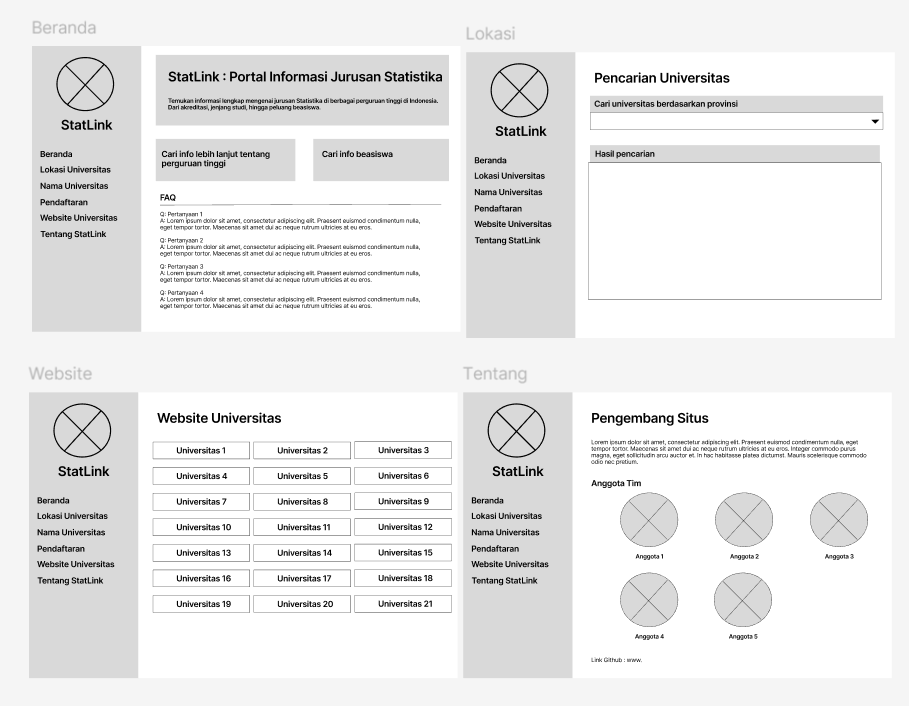 Beranda
StatLink
Beranda
Lokasi Universitas
Nama Universitas
Pendaftaran
Website Universitas
Tentang StatLink
StatLink : Portal Informasi Jurusan Statistika
Temukan informasi lengkap mengenai jurusan Statistika di berbagai perguruan tinggi di Indonesia.
Dari akreditasi, jenjang studi, hingga peluang beasiswa.
Cari info lebih lanjut tentang
perguruan tinggi
Cari info beasiswa
FAQ
Q: Pertanyaan 1
A: Lorem ipsum dolor sit amet, consectetur adipiscing elit. Praesent euismod condimentum nulla,
eget tempor tortor. Maecenas sit amet dui ac neque rutrum ultricies at eu eros.
Q: Pertanyaan 2
A: Lorem ipsum dolor sit amet, consectetur adipiscing elit. Praesent euismod condimentum nulla,
eget tempor tortor. Maecenas sit amet dui ac neque rutrum ultricies at eu eros.
Q: Pertanyaan 3
A: Lorem ipsum dolor sit amet, consectetur adipiscing elit. Praesent euismod condimentum nulla,
eget tempor tortor. Maecenas sit amet dui ac neque rutrum ultricies at eu eros.
Q: Pertanyaan 4
A: Lorem ipsum dolor sit amet, consectetur adipiscing elit. Praesent euismod condimentum nulla,
eget tempor tortor. Maecenas sit amet dui ac neque rutrum ultricies at eu eros.
Lokasi
StatLink
Beranda
Lokasi Universitas
Nama Universitas
Pendaftaran
Website Universitas
Tentang StatLink
Pencarian Universitas
Cari universitas berdasarkan provinsi
Hasil pencarian
Website
StatLink
Beranda
Lokasi Universitas
Nama Universitas
Pendaftaran
Website Universitas
Tentang StatLink
Website Universitas
Universitas 1 Universitas 2 Universitas 3
Universitas 4 Universitas 5 Universitas 6
Universitas 7 Universitas 8 Universitas 9
Universitas 10 Universitas 11 Universitas 12
Universitas 13 Universitas 14 Universitas 15
Universitas 16 Universitas 17 Universitas 18
Universitas 19 Universitas 20 Universitas 21
Tentang
StatLink
Beranda
Lokasi Universitas
Nama Universitas
Pendaftaran
Website Universitas
Tentang StatLink
Pengembang Situs
Lorem ipsum dolor sit amet, consectetur adipiscing elit. Praesent euismod condimentum nulla, eget
tempor tortor. Maecenas sit amet dui ac neque rutrum ultricies at eu eros. Integer commodo purus
magna, eget sollicitudin arcu auctor et. In hac habitasse platea dictumst. Mauris scelerisque commodo
odio nec pretium.
Anggota Tim
Anggota 1 Anggota 2 Anggota 3
Anggota 4 Anggota 5
Link Github : www.